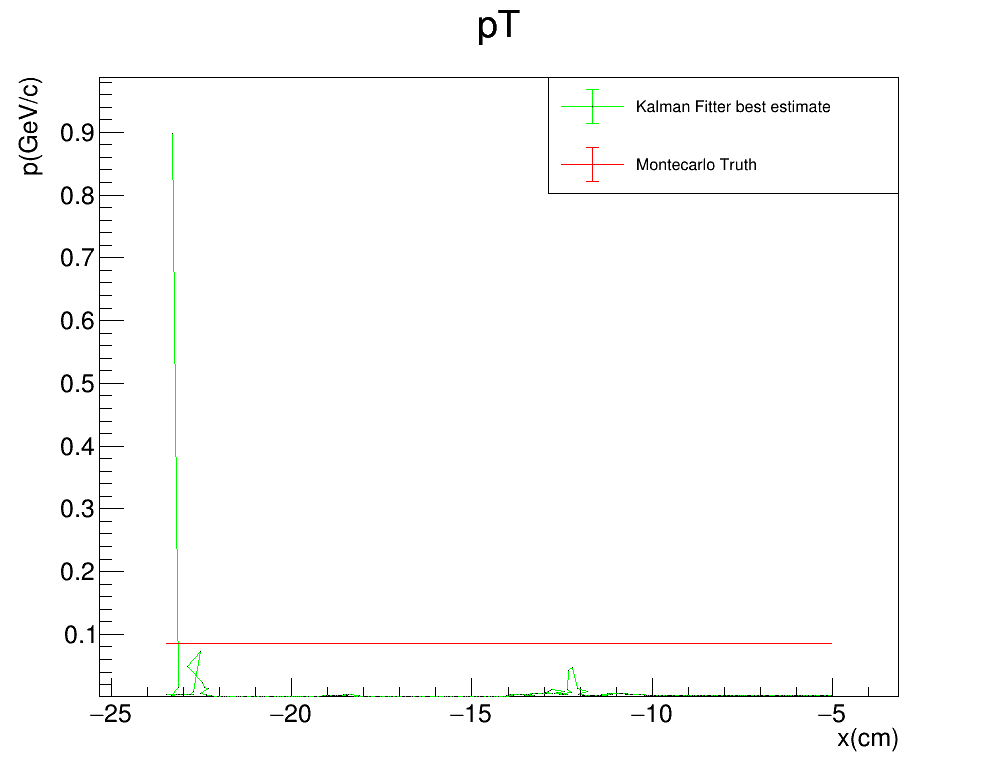 pT
p(GeV/c)
Kalman Fitter best estimate
Montecarlo Truth
0.9
0.8
0.7
0.6
0.5
0.4
0.3
0.2
0.1
−25 −20 −15 −10 −5
x(cm)